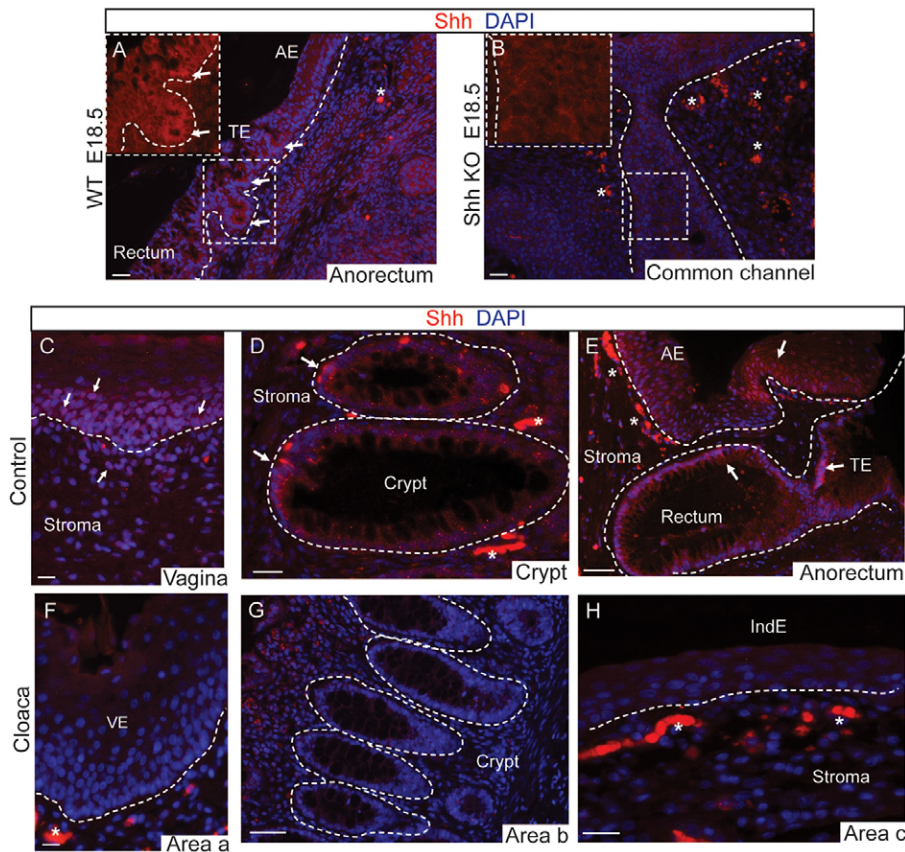 Shh DAPI
WT E18.5
A
AE
*
TE
Rectum
Anorectum
Shh KO E18.5
B
*
*
*
*
Common channel
Shh DAPI
Control
C
Stroma
Vagina
D
Stroma
Crypt
*
*
Crypt
E
AE
*
*
Stroma
TE
Rectum
Anorectum
Cloaca
F
VE
*
Area a
G
Crypt
Area b
H
IndE
*
*
Stroma
Area c